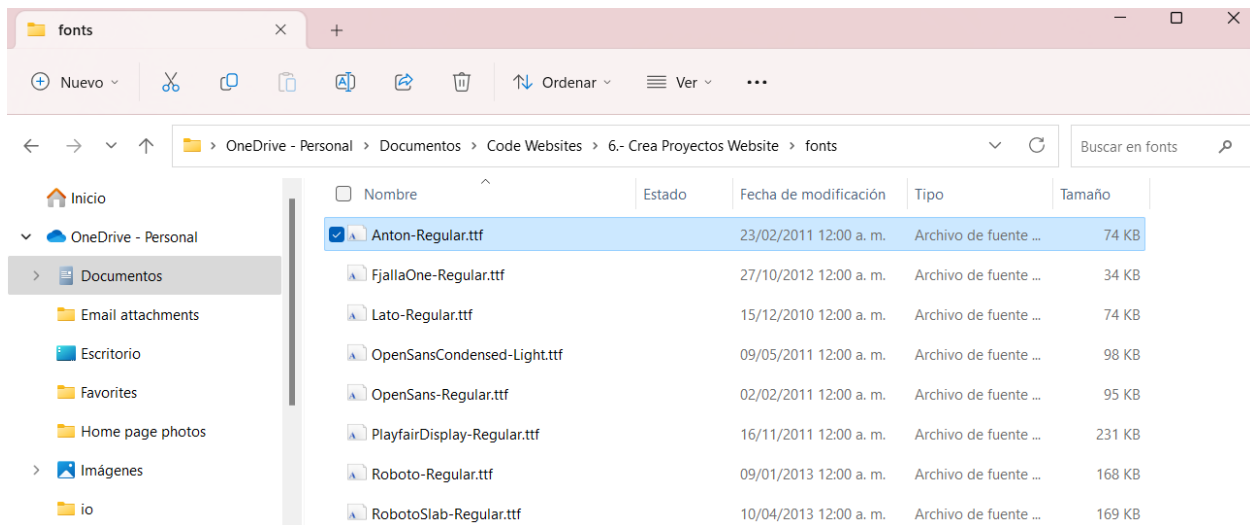 fonts
Nuevo Ordenar Ver
OneDrive - Personal > Documentos > Code Websites > 6.- Crea Proyectos Website > fonts Buscar en fonts
Nombre Estado Fecha de modificación Tipo Tamaño
Inicio
OneDrive - Personal
Documentos
Email attachments
Escritorio
Favorites
Home page photos
Imágenes
io
Anton-Regular.ttf 23/02/2011 12:00 a. m. Archivo de fuente ... 74 KB
FjallaOne-Regular.ttf 27/10/2012 12:00 a. m. Archivo de fuente ... 34 KB
Lato-Regular.ttf 15/12/2010 12:00 a. m. Archivo de fuente ... 74 KB
OpenSansCondensed-Light.ttf 09/05/2011 12:00 a. m. Archivo de fuente ... 98 KB
OpenSans-Regular.ttf 02/02/2011 12:00 a. m. Archivo de fuente ... 95 KB
PlayfairDisplay-Regular.ttf 16/11/2011 12:00 a. m. Archivo de fuente ... 231 KB
Roboto-Regular.ttf 09/01/2013 12:00 a. m. Archivo de fuente ... 168 KB
RobotoSlab-Regular.ttf 10/04/2013 12:00 a. m. Archivo de fuente ... 169 KB